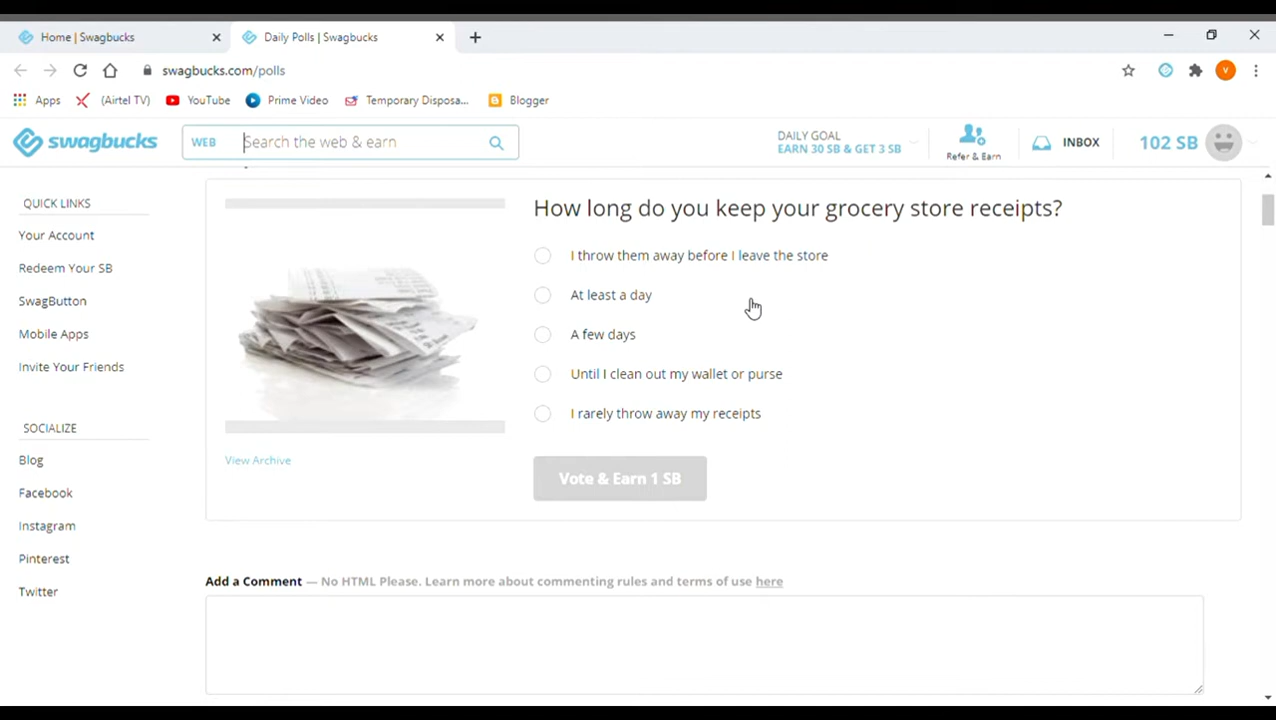 Home | Swagbucks
Daily Polls | Swagbucks
swagbucks.com/polls
V
Apps
(Airtel TV)
YouTube
Prime Video
Temporary Disposa...
Blogger
swagbucks
WEB
Search the web & earn
DAILY GOAL
EARN 30 SB & GET 3 SB
Refer & Earn
INBOX
102 SB
QUICK LINKS
Your Account
Redeem Your SB
SwagButton
Mobile Apps
Invite Your Friends
SOCIALIZE
Blog
Facebook
Instagram
Pinterest
Twitter
How long do you keep your grocery store receipts?
I throw them away before I leave the store
At least a day
A few days
Until I clean out my wallet or purse
I rarely throw away my receipts
View Archive
Vote & Earn 1 SB
Add a Comment — No HTML Please. Learn more about commenting rules and terms of use here